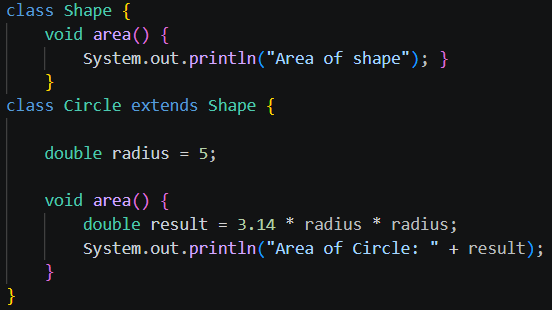 class Shape {
    void area() {
        System.out.println("Area of shape"); }
    }
class Circle extends Shape {

    double radius = 5;

    void area() {
        double result = 3.14 * radius * radius;
        System.out.println("Area of Circle: " + result);
    }
}